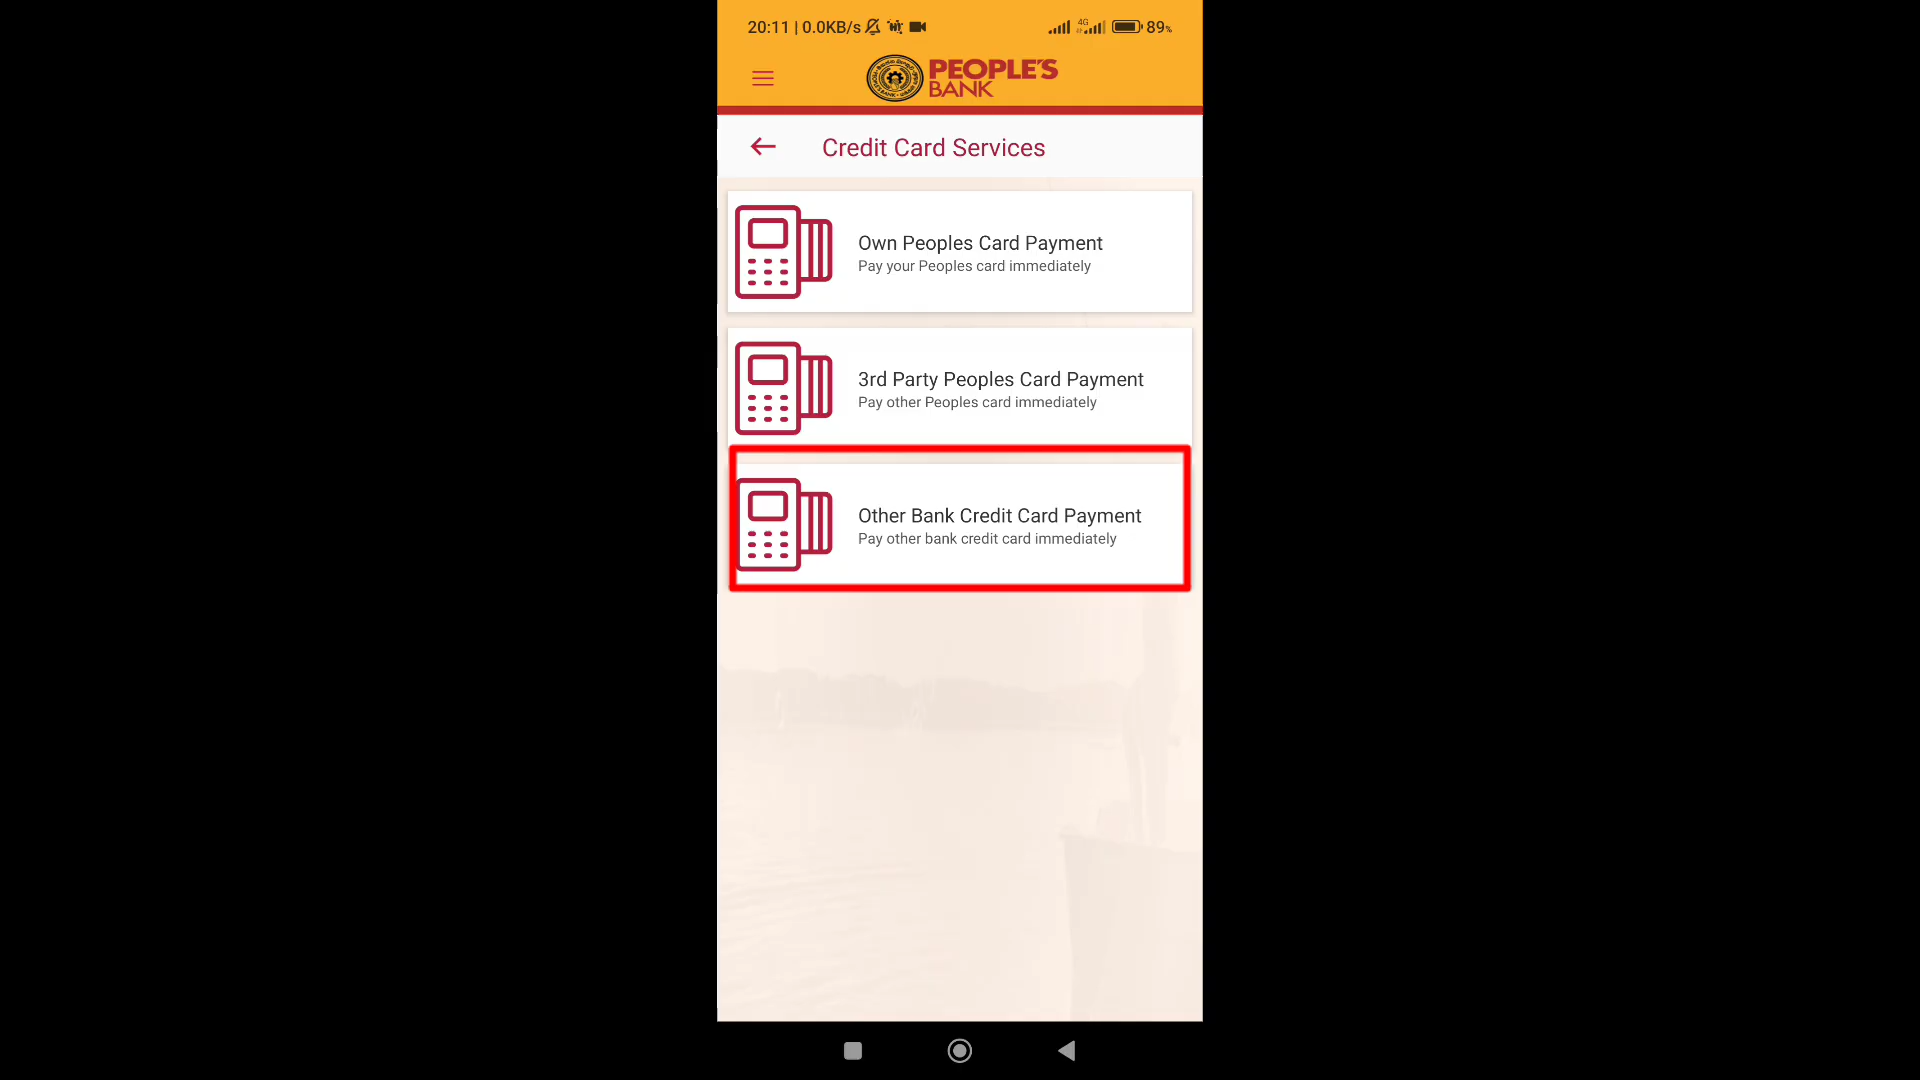 20:11 | 0.0KB/s 4G 89%
PEOPLE'S
BANK
Credit Card Services
Own Peoples Card Payment
Pay your Peoples card immediately
3rd Party Peoples Card Payment
Pay other Peoples card immediately
Other Bank Credit Card Payment
Pay other bank credit card immediately